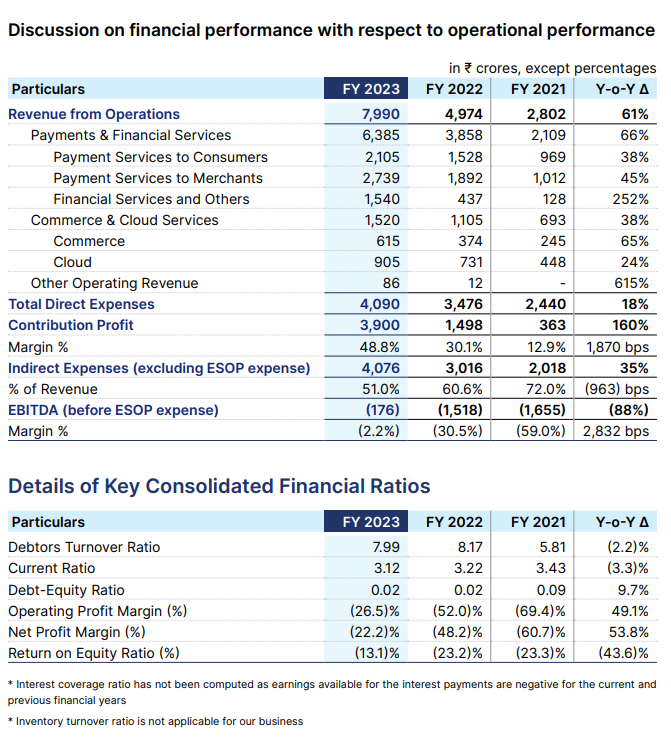 Discussion on financial performance with respect to operational performance
in ₹ crores, except percentages
Particulars FY 2023 FY 2022 FY 2021 Y-o-Y Δ
Revenue from Operations 7,990 4,974 2,802 61%
Payments & Financial Services 6,385 3,858 2,109 66%
Payment Services to Consumers 2,105 1,528 969 38%
Payment Services to Merchants 2,739 1,892 1,012 45%
Financial Services and Others 1,540 437 128 252%
Commerce & Cloud Services 1,520 1,105 693 38%
Commerce 615 374 245 65%
Cloud 905 731 448 24%
Other Operating Revenue 86 12 - 615%
Total Direct Expenses 4,090 3,476 2,440 18%
Contribution Profit 3,900 1,498 363 160%
Margin % 48.8% 30.1% 12.9% 1,870 bps
Indirect Expenses (excluding ESOP expense) 4,076 3,016 2,018 35%
% of Revenue 51.0% 60.6% 72.0% (963) bps
EBITDA (before ESOP expense) (176) (1,518) (1,655) (88%)
Margin % (2.2%) (30.5%) (59.0%) 2,832 bps
Details of Key Consolidated Financial Ratios
Particulars FY 2023 FY 2022 FY 2021 Y-o-Y Δ
Debtors Turnover Ratio 7.99 8.17 5.81 (2.2)%
Current Ratio 3.12 3.22 3.43 (3.3)%
Debt-Equity Ratio 0.02 0.02 0.09 9.7%
Operating Profit Margin (%) (26.5)% (52.0)% (69.4)% 49.1%
Net Profit Margin (%) (22.2)% (48.2)% (60.7)% 53.8%
Return on Equity Ratio (%) (13.1)% (23.2)% (23.3)% (43.6)%
* Interest coverage ratio has not been computed as earnings available for the interest payments are negative for the current and
previous financial years
* Inventory turnover ratio is not applicable for our business